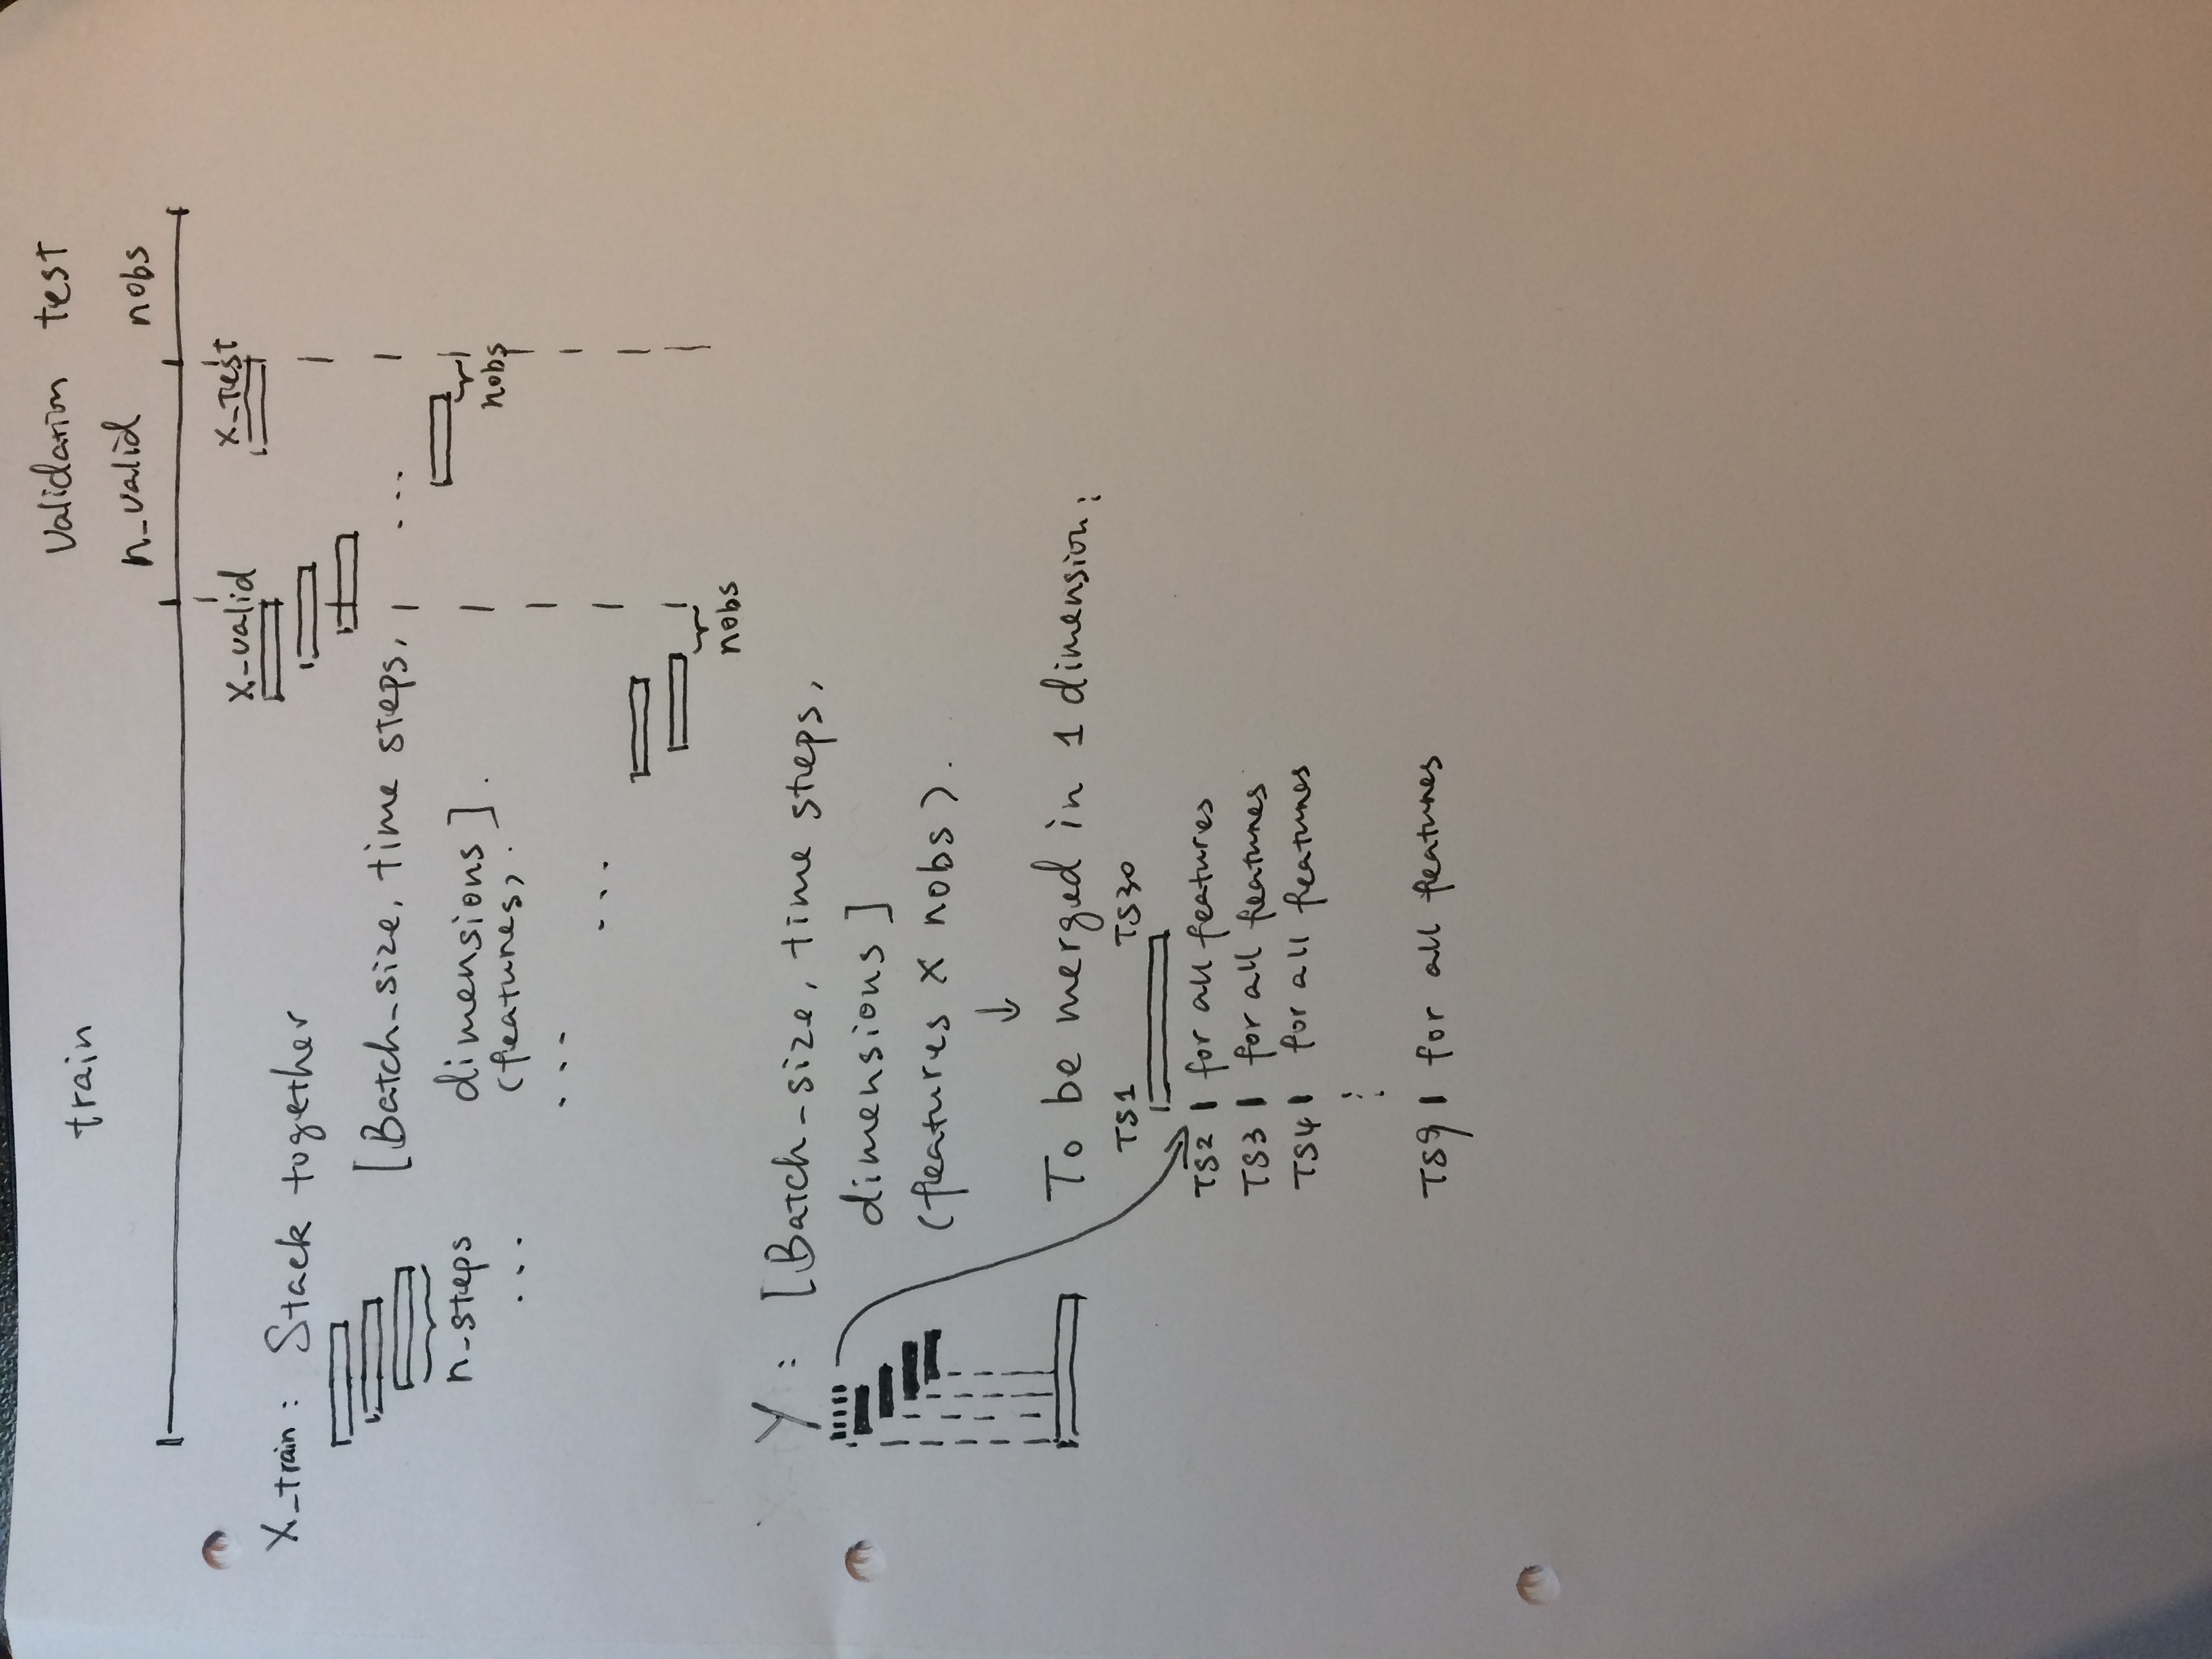 train
Validation test
n_valid nobs
X_valid X_Test
X_train: Stack together
[Batch_size, time steps,
...
n_steps
dimensions].
nobs
(features).
...
...
...
nobs
Y: [Batch_size, time steps,
dimensions]
(features X nobs).
To be merged in 1 dimension:
TS1 TS30
TS2 for all features
TS3 for all features
TS4 for all features
TS9 for all features